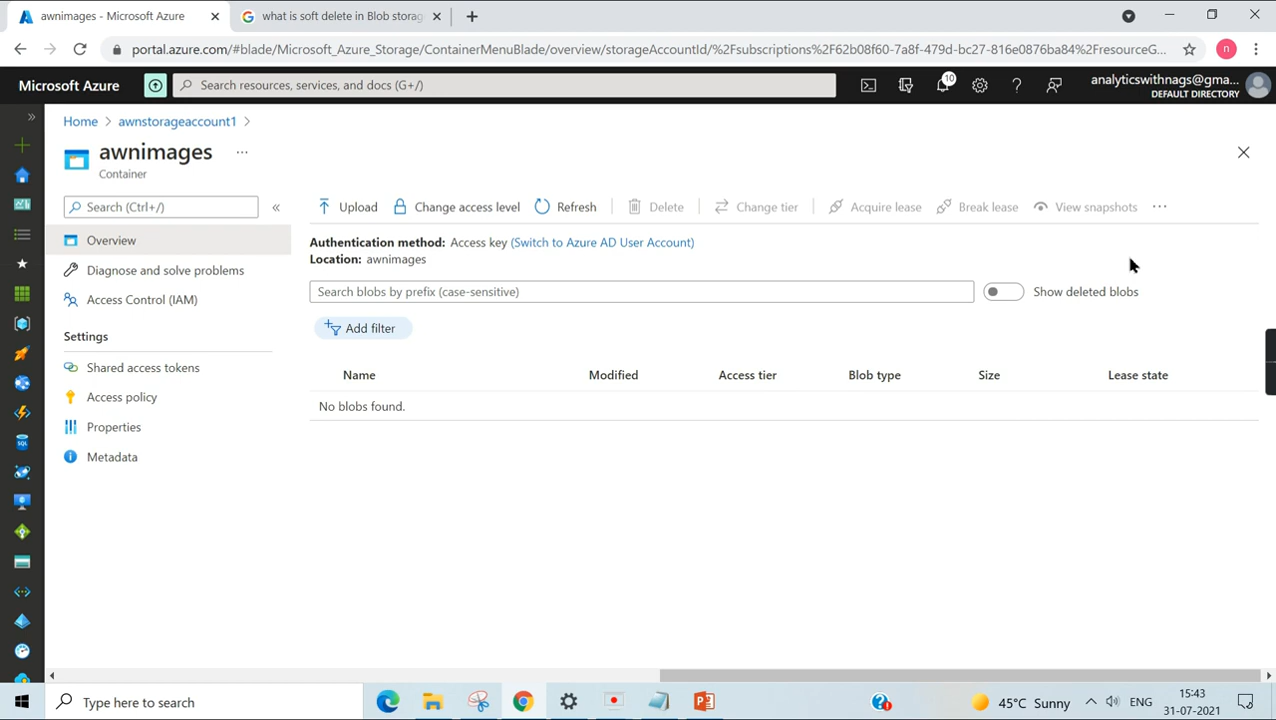 awnimages - Microsoft Azure
what is soft delete in Blob storag
portal.azure.com/#blade/Microsoft_Azure_Storage/ContainerMenuBlade/overview/storageAccountId/%2Fsubscriptions%2F62b08f60-7a8f-479d-bc27-816e0876ba84%2FresourceG...
n
Microsoft Azure
Search resources, services, and docs (G+/)
10
analyticswithnags@gma...
DEFAULT DIRECTORY
Home > awnstorageaccount1 >
awnimages ...
Container
Search (Ctrl+/)
Overview
Diagnose and solve problems
Access Control (IAM)
Settings
Shared access tokens
Access policy
Properties
Metadata
Upload Change access level Refresh Delete Change tier Acquire lease Break lease View snapshots ...
Authentication method: Access key (Switch to Azure AD User Account)
Location: awnimages
Search blobs by prefix (case-sensitive)
Show deleted blobs
Add filter
Name Modified Access tier Blob type Size Lease state
No blobs found.
SQL
Type here to search
45°C Sunny
ENG
15:43
31-07-2021